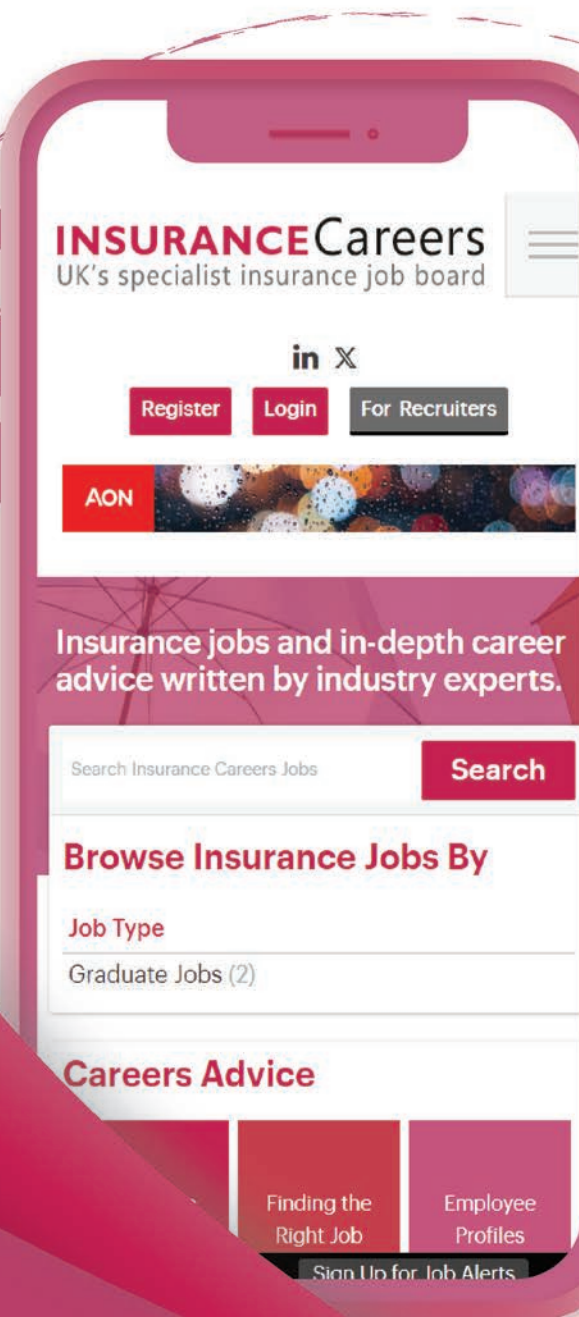 INSURANCECareers
UK's specialist insurance job board
in X
Register Login For Recruiters
AON
Insurance jobs and in-depth career
advice written by industry experts.
Search Insurance Careers Jobs Search
Browse Insurance Jobs By
Job Type
Graduate Jobs (2)
Careers Advice
Finding the Employee
Right Job Profiles
Sign Up for Job Alerts